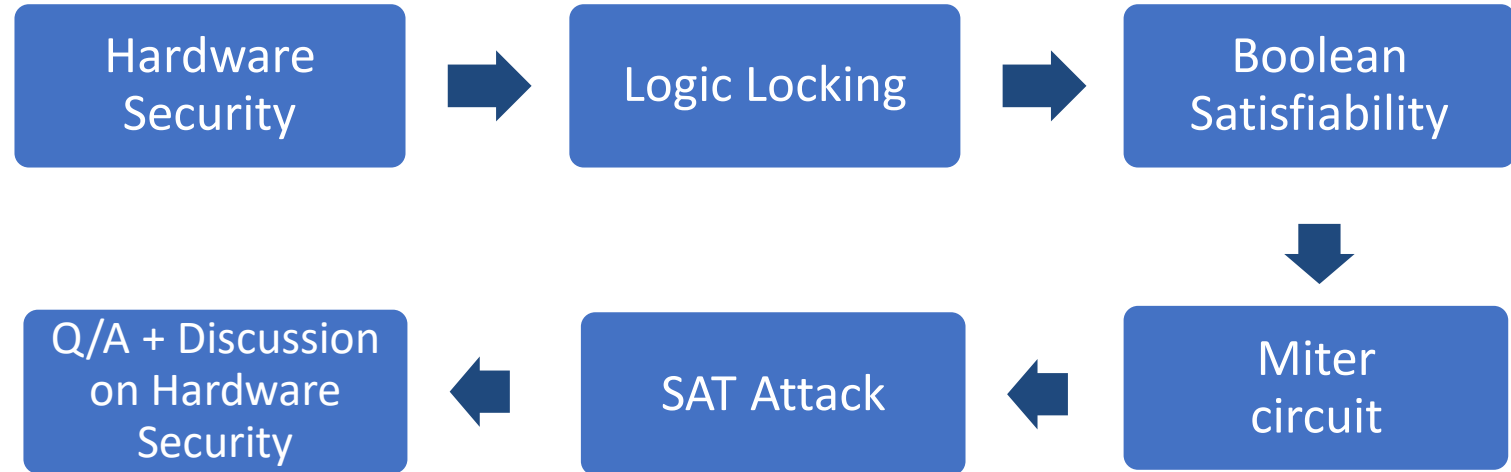 Hardware
Security
Logic Locking
Boolean
Satisfiability
Miter
circuit
SAT Attack
Q/A + Discussion
on Hardware
Security